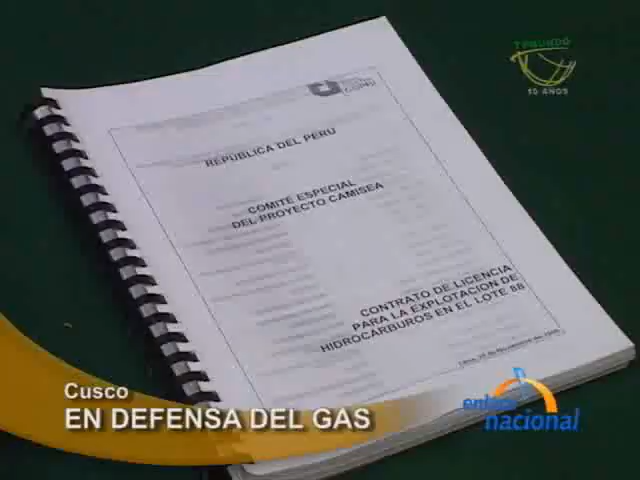 TVMUNDO
10 AÑOS
REPUBLICA DEL PERU
COMITE ESPECIAL
DEL PROYECTO CAMISEA
CONTRATO DE LICENCIA
PARA LA EXPLOTACION DE
HIDROCARBUROS EN EL LOTE 88
Cusco
EN DEFENSA DEL GAS
enlace
nacional